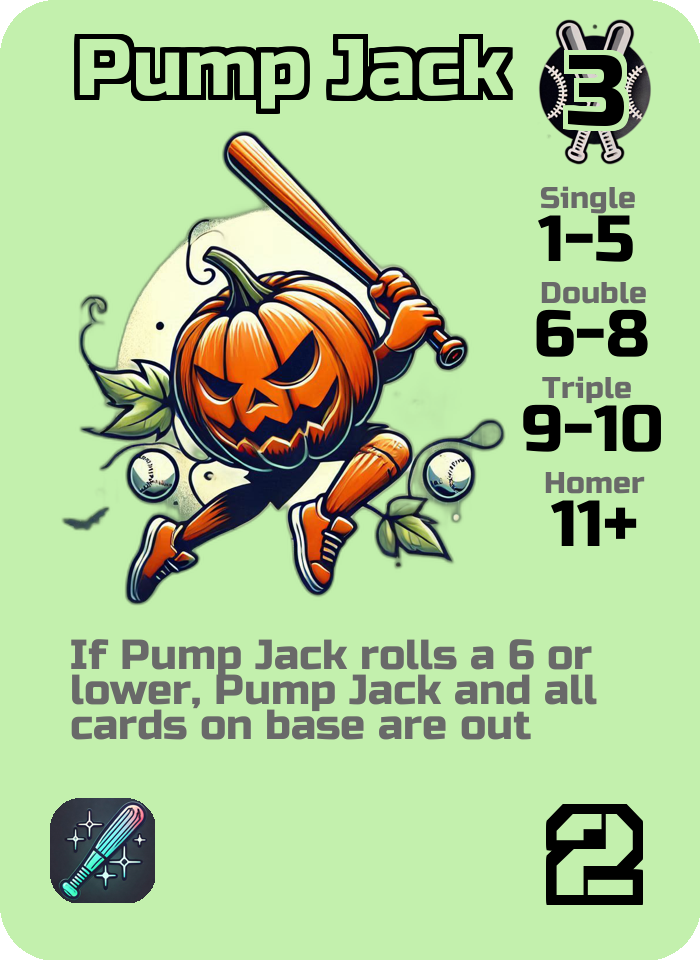 Pump Jack
3
Single
1-5
Double
6-8
Triple
9-10
Homer
11+
If Pump Jack rolls a 6 or
lower, Pump Jack and all
cards on base are out
2